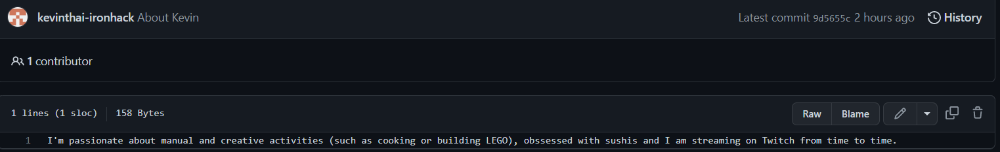 kevinthai-ironhack About Kevin Latest commit 9d5655c 2 hours ago History
1 contributor
1 lines (1 sloc) 158 Bytes Raw Blame
1 I'm passionate about manual and creative activities (such as cooking or building LEGO), obssessed with sushis and I am streaming on Twitch from time to time.